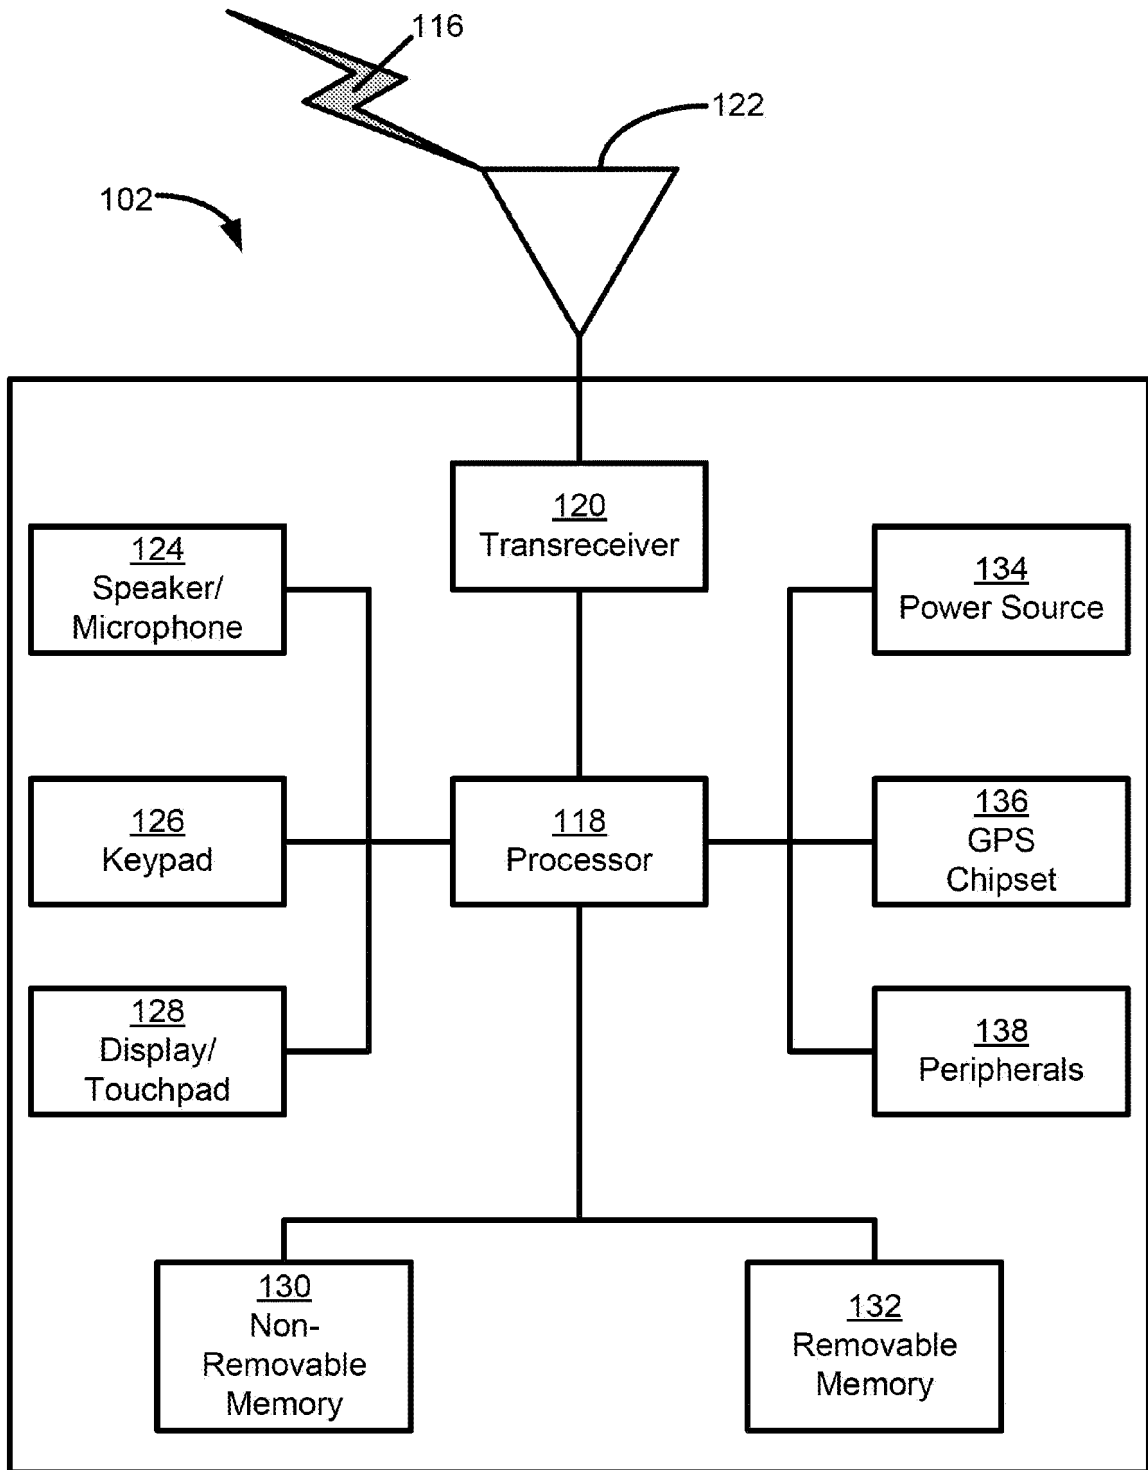 116
122
102
120
Transreceiver
124
Speaker/
Microphone
134
Power Source
126
Keypad
118
Processor
136
GPS
Chipset
128
Display/
Touchpad
138
Peripherals
130
Non-
Removable
Memory
132
Removable
Memory